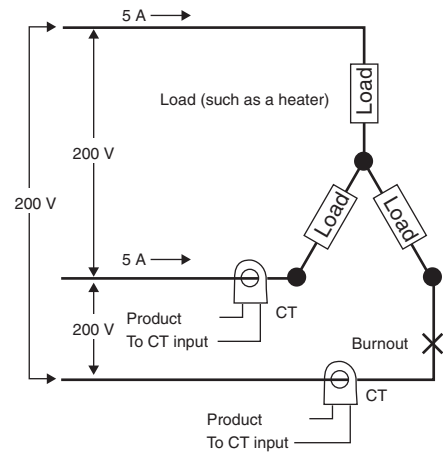 5 A
Load
Load (such as a heater)
200 V
200 V
Load
Load
5 A
CT
Product
To CT input
200 V
Burnout
CT
Product
To CT input